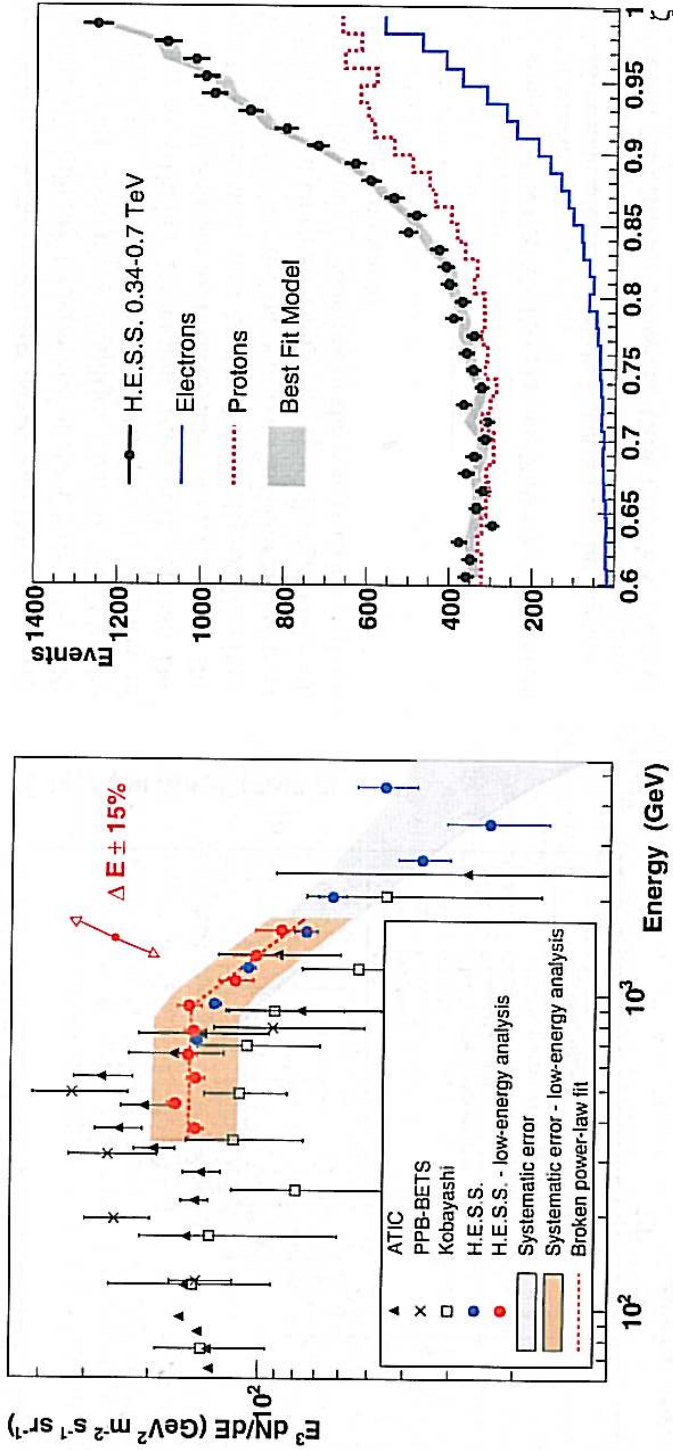 E³ dN/dE (GeV² m⁻² s⁻¹ sr⁻¹)
10²
Δ E ± 15%
ATIC
PPB-BETS
Kobayashi
H.E.S.S.
H.E.S.S. - low-energy analysis
Systematic error
Systematic error - low-energy analysis
Broken power-law fit
10²
10³
Energy (GeV)
Events
1400
1200
1000
800
600
400
200
H.E.S.S. 0.34-0.7 TeV
Electrons
Protons
Best Fit Model
0.6
0.65
0.7
0.75
0.8
0.85
0.9
0.95
1
ζ